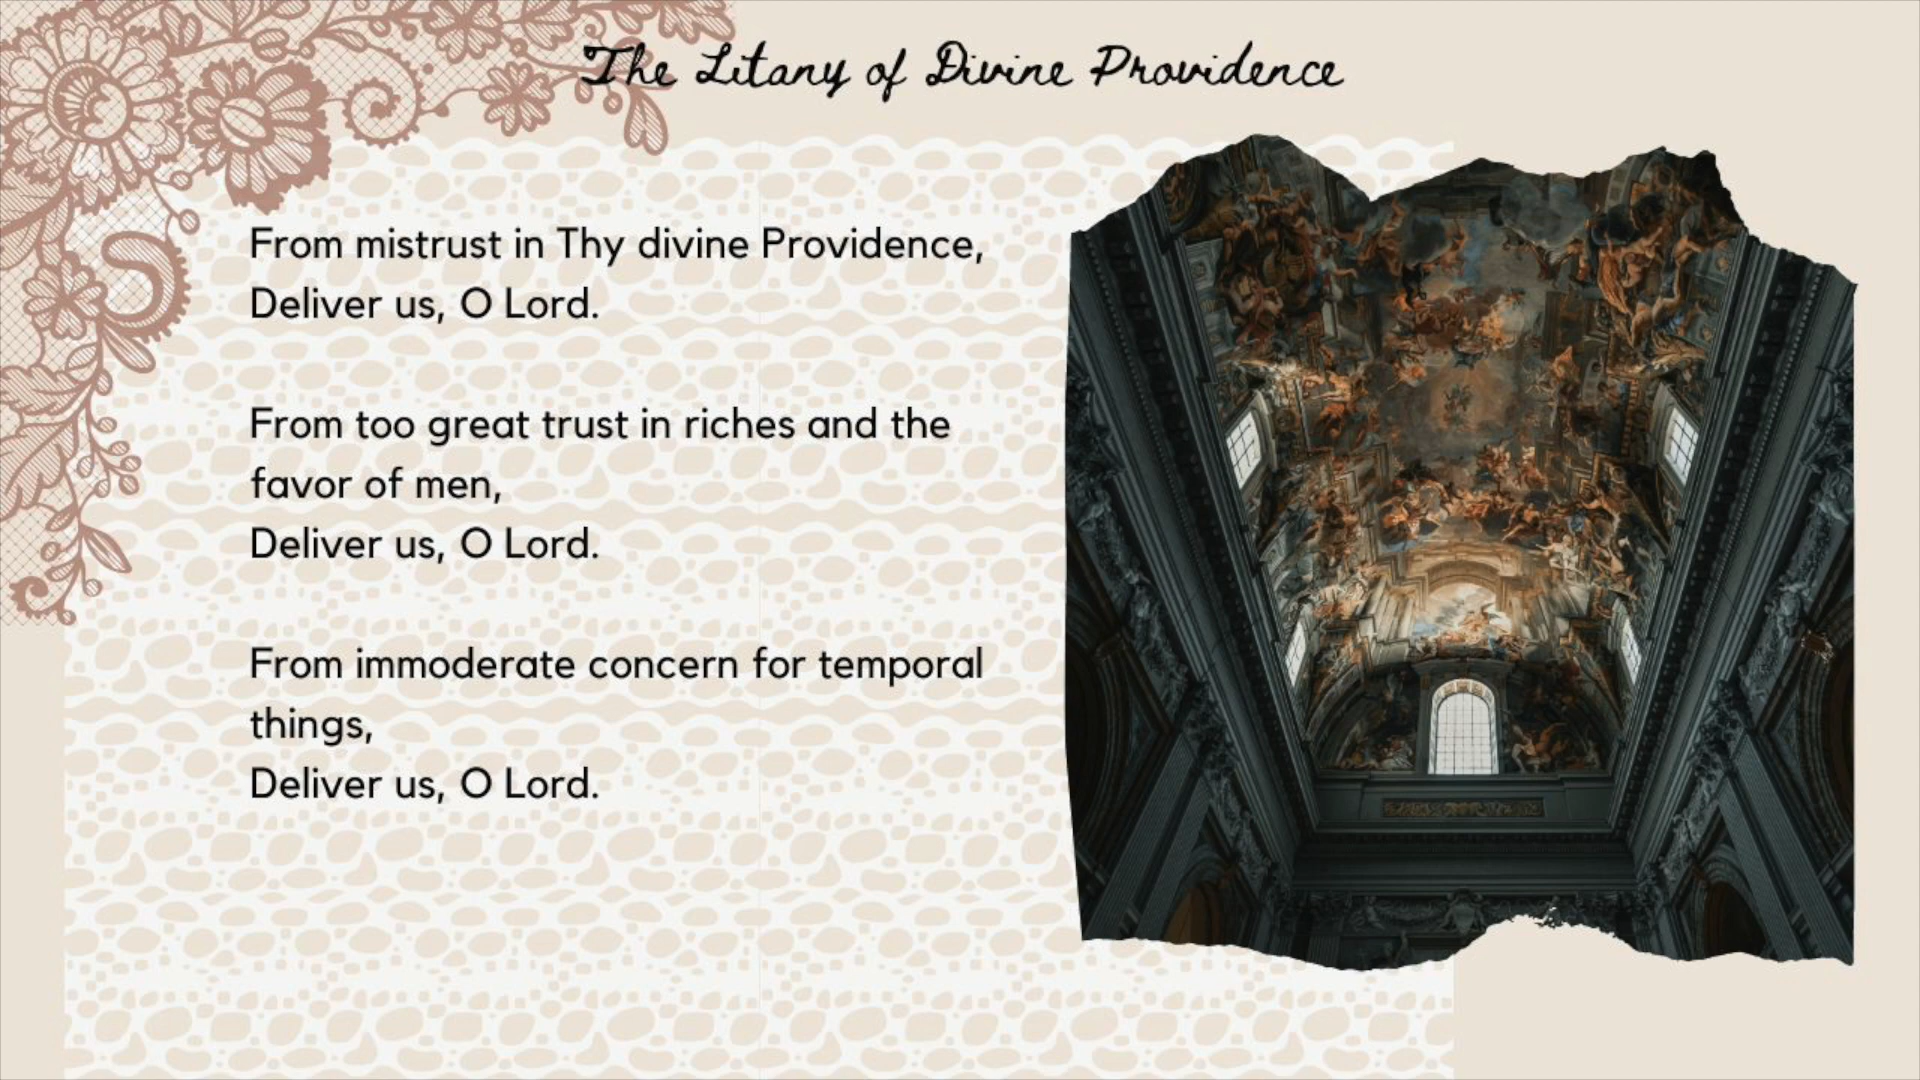 The Litany of Divine Providence
From mistrust in Thy divine Providence,
Deliver us, O Lord.
From too great trust in riches and the
favor of men,
Deliver us, O Lord.
From immoderate concern for temporal
things,
Deliver us, O Lord.